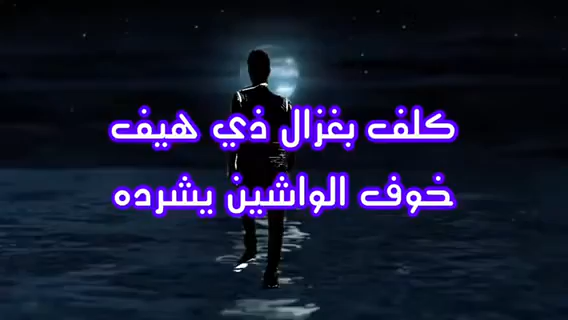 كلف بغزال ذي هيف
خوف الواشين يشرده